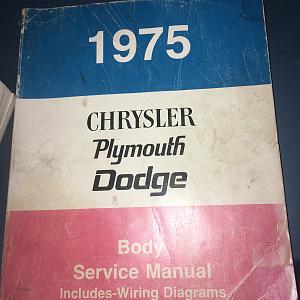 1975
CHRYSLER
Plymouth
Dodge
Body
Service Manual
Includes-Wiring Diagrams